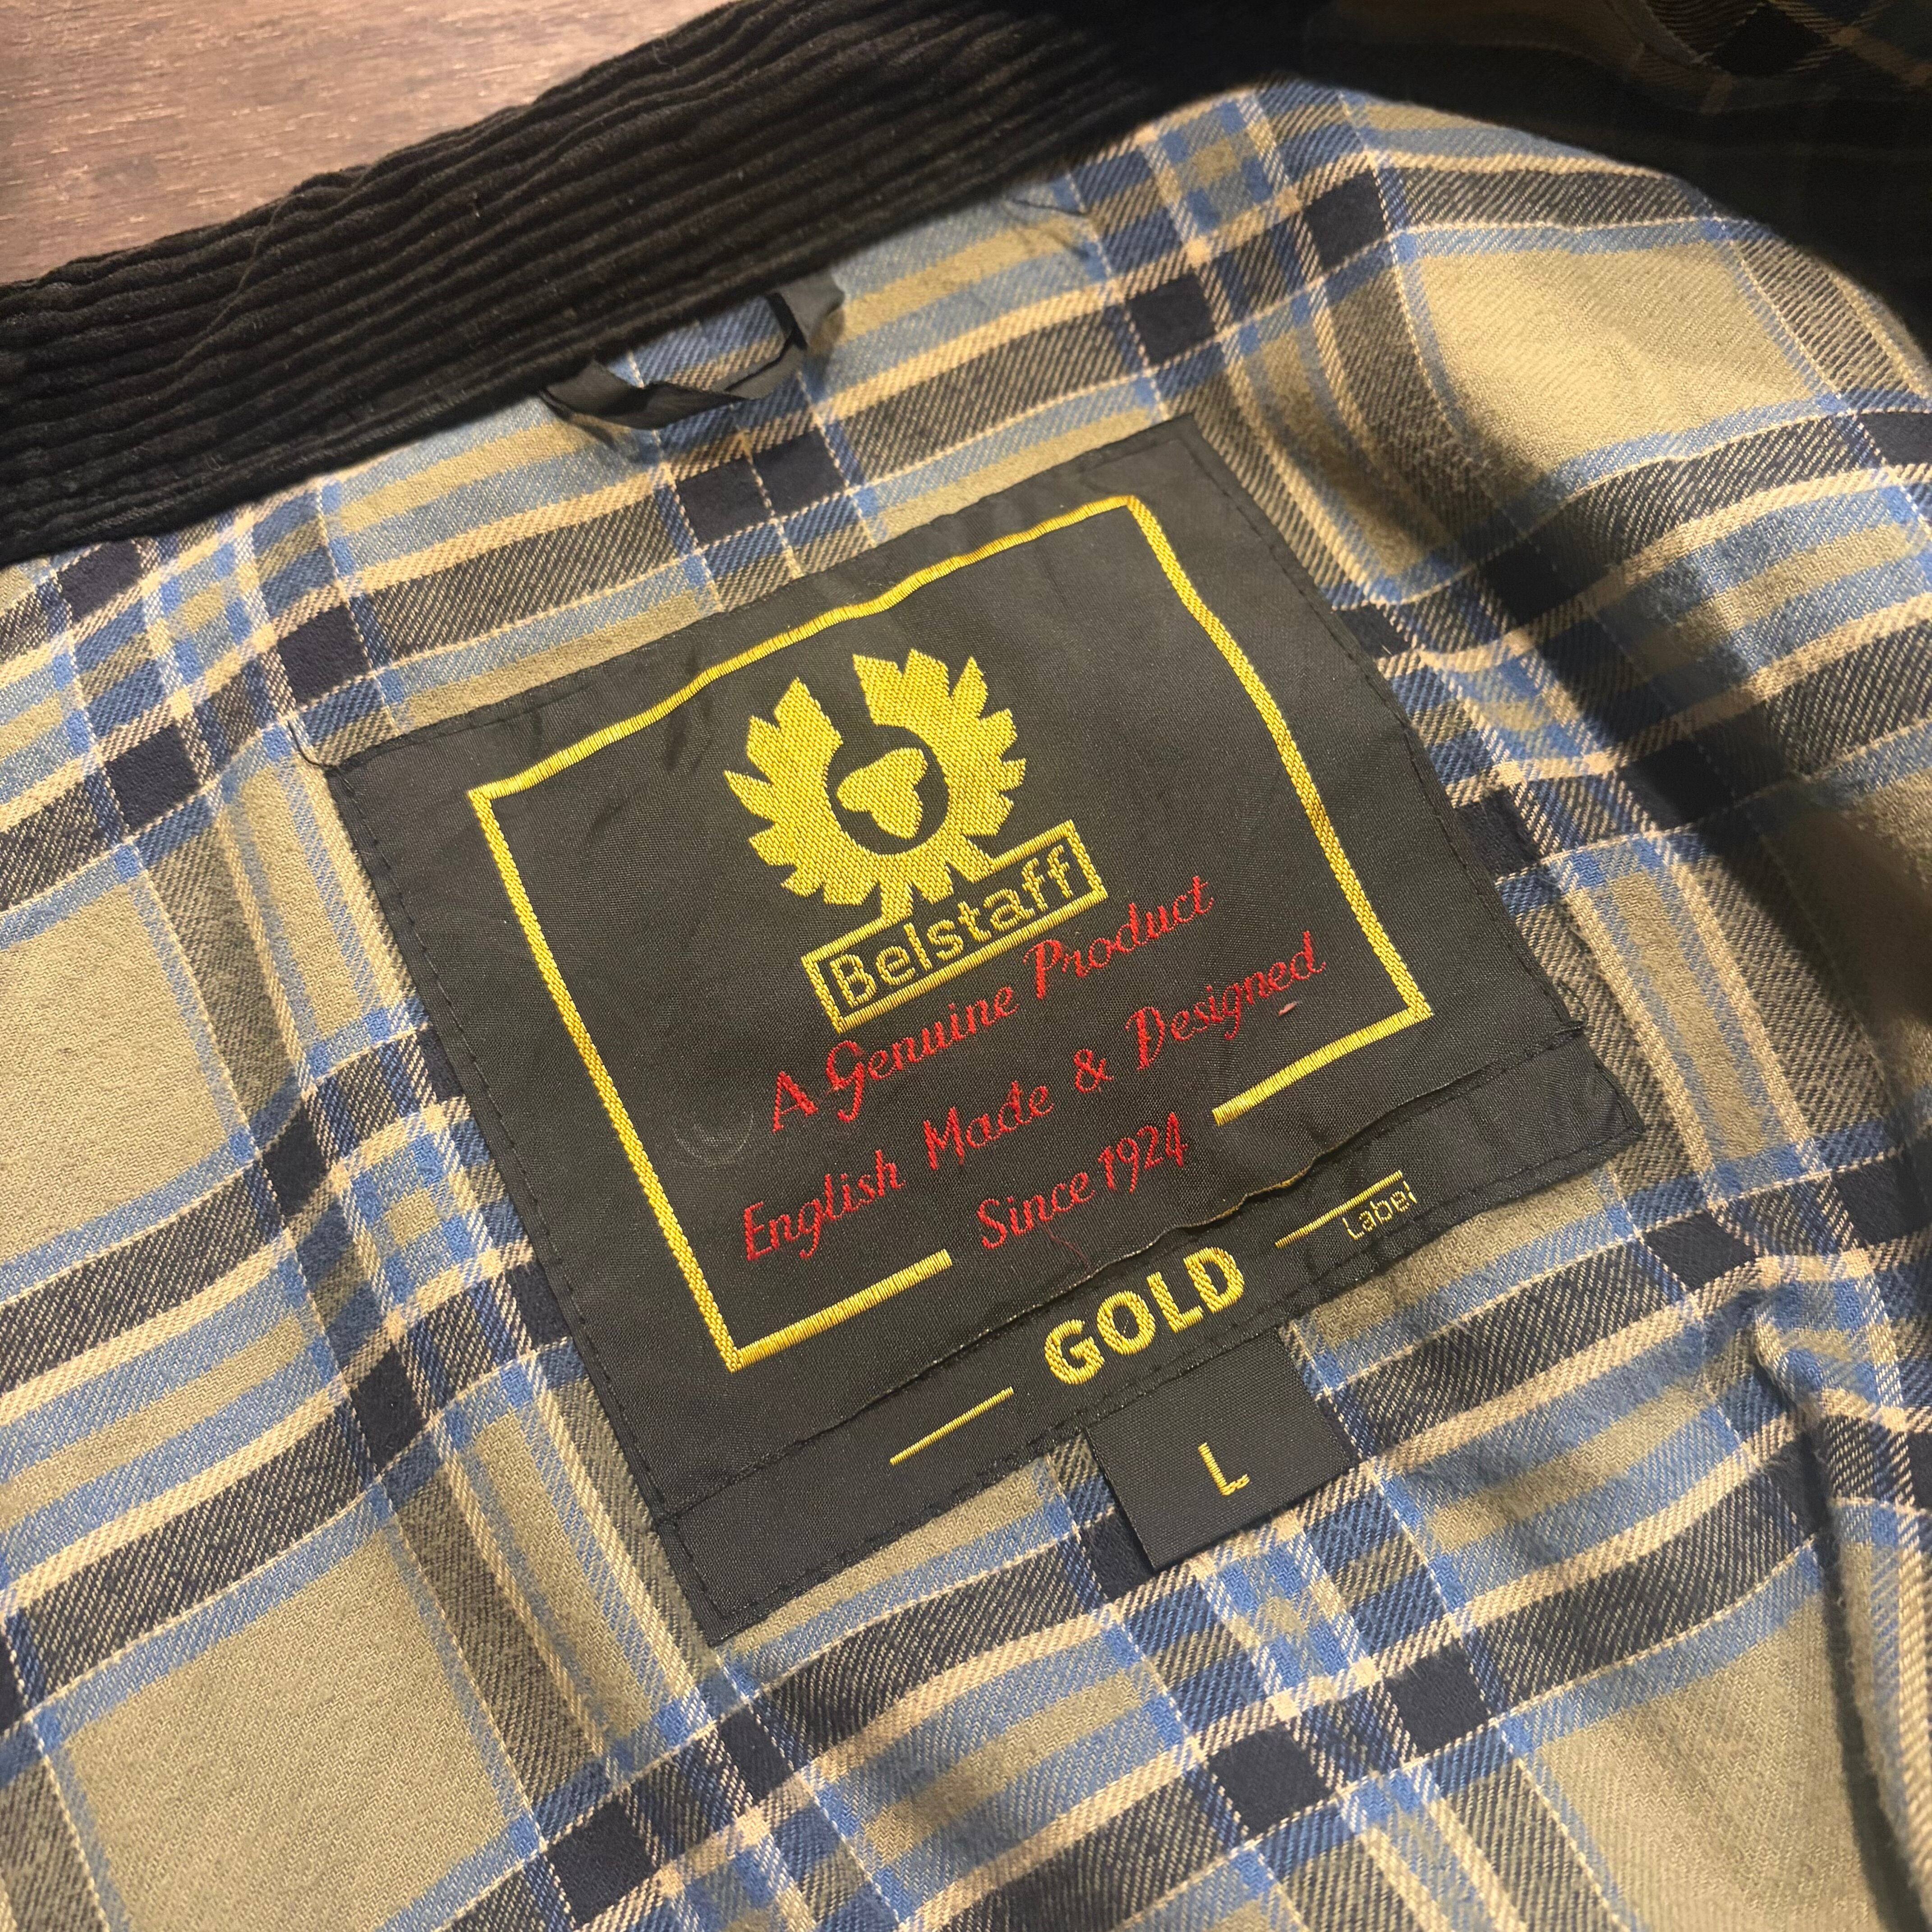 Belstaff
A Genuine Product
English Made & Designed
Since 1924
GOLD
Label
L